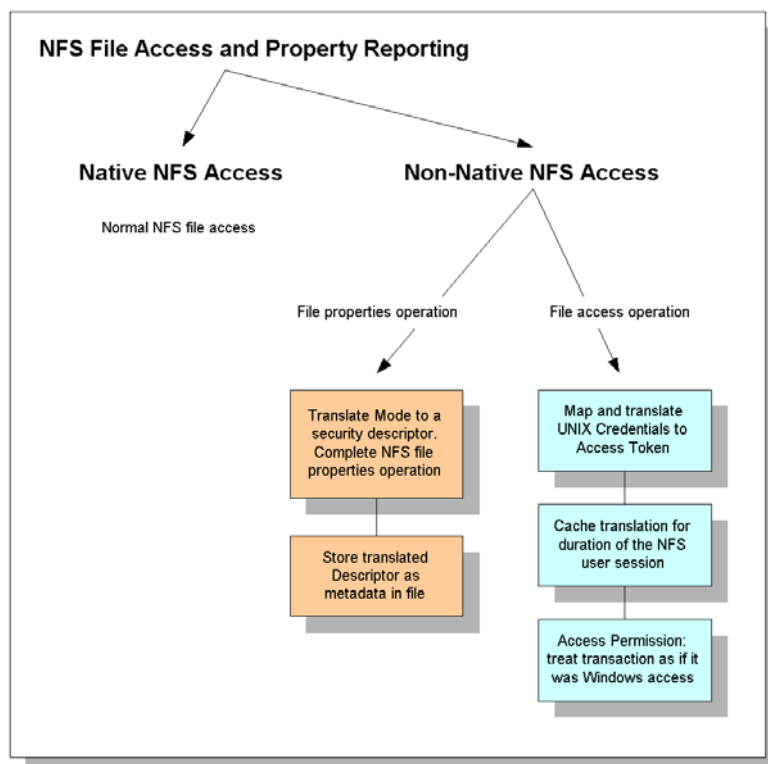 NFS File Access and Property Reporting
Native NFS Access
Non-Native NFS Access
Normal NFS file access
File properties operation
File access operation
Translate Mode to a
security descriptor.
Complete NFS file
properties operation
Store translated
Descriptor as
metadata in file
Map and translate
UNIX Credentials to
Access Token
Cache translation for
duration of the NFS
user session
Access Permission:
treat transaction as if it
was Windows access